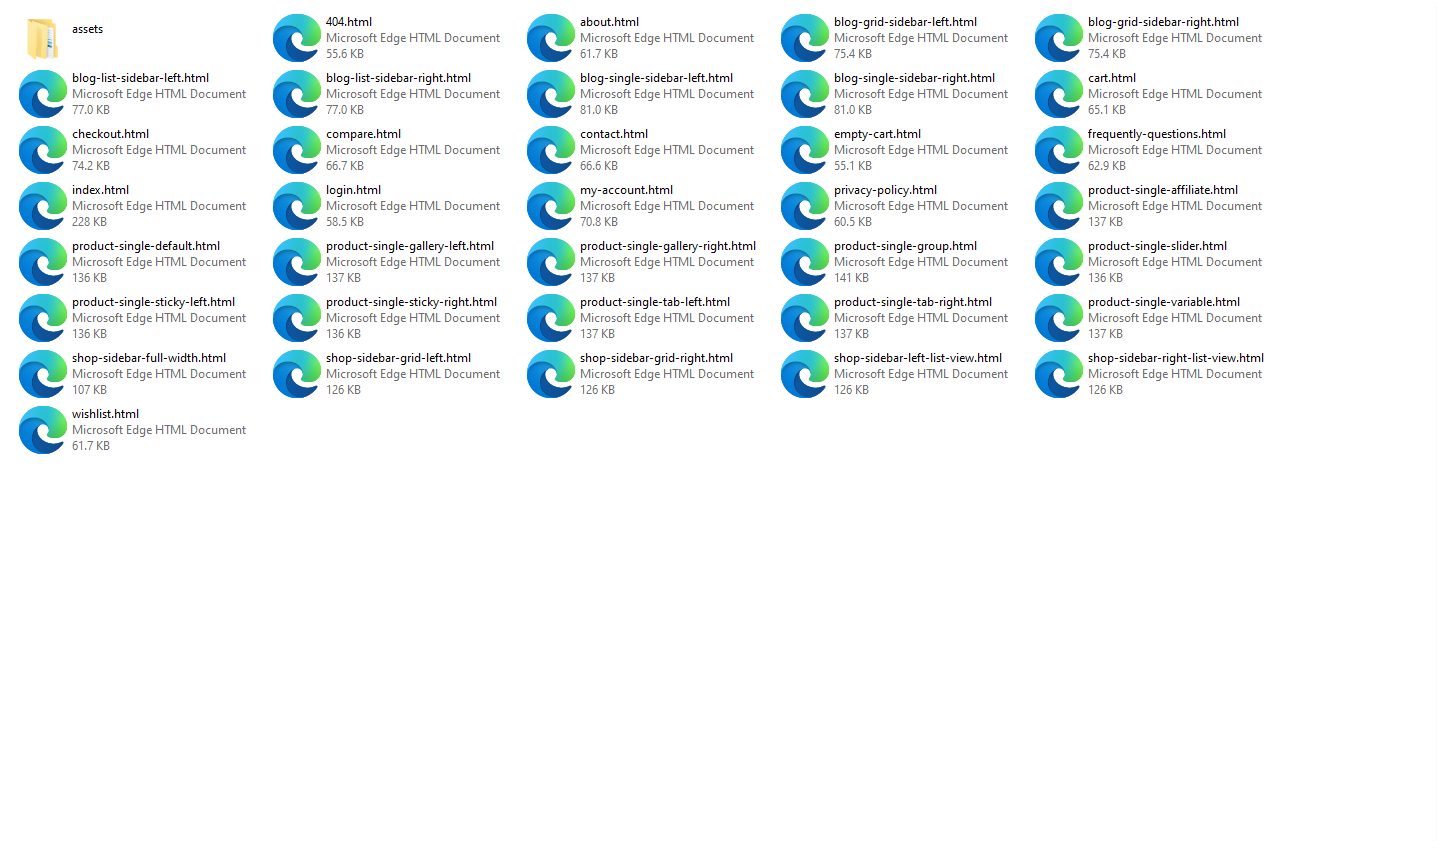 assets
404.html
Microsoft Edge HTML Document
55.6 KB
about.html
Microsoft Edge HTML Document
61.7 KB
blog-grid-sidebar-left.html
Microsoft Edge HTML Document
75.4 KB
blog-grid-sidebar-right.html
Microsoft Edge HTML Document
75.4 KB
blog-list-sidebar-left.html
Microsoft Edge HTML Document
77.0 KB
blog-list-sidebar-right.html
Microsoft Edge HTML Document
77.0 KB
blog-single-sidebar-left.html
Microsoft Edge HTML Document
81.0 KB
blog-single-sidebar-right.html
Microsoft Edge HTML Document
81.0 KB
cart.html
Microsoft Edge HTML Document
65.1 KB
checkout.html
Microsoft Edge HTML Document
74.2 KB
compare.html
Microsoft Edge HTML Document
66.7 KB
contact.html
Microsoft Edge HTML Document
66.6 KB
empty-cart.html
Microsoft Edge HTML Document
55.1 KB
frequently-questions.html
Microsoft Edge HTML Document
62.9 KB
index.html
Microsoft Edge HTML Document
228 KB
login.html
Microsoft Edge HTML Document
58.5 KB
my-account.html
Microsoft Edge HTML Document
70.8 KB
privacy-policy.html
Microsoft Edge HTML Document
60.5 KB
product-single-affiliate.html
Microsoft Edge HTML Document
137 KB
product-single-default.html
Microsoft Edge HTML Document
136 KB
product-single-gallery-left.html
Microsoft Edge HTML Document
137 KB
product-single-gallery-right.html
Microsoft Edge HTML Document
137 KB
product-single-group.html
Microsoft Edge HTML Document
141 KB
product-single-slider.html
Microsoft Edge HTML Document
136 KB
product-single-sticky-left.html
Microsoft Edge HTML Document
136 KB
product-single-sticky-right.html
Microsoft Edge HTML Document
136 KB
product-single-tab-left.html
Microsoft Edge HTML Document
137 KB
product-single-tab-right.html
Microsoft Edge HTML Document
137 KB
product-single-variable.html
Microsoft Edge HTML Document
137 KB
shop-sidebar-full-width.html
Microsoft Edge HTML Document
107 KB
shop-sidebar-grid-left.html
Microsoft Edge HTML Document
126 KB
shop-sidebar-grid-right.html
Microsoft Edge HTML Document
126 KB
shop-sidebar-left-list-view.html
Microsoft Edge HTML Document
126 KB
shop-sidebar-right-list-view.html
Microsoft Edge HTML Document
126 KB
wishlist.html
Microsoft Edge HTML Document
61.7 KB